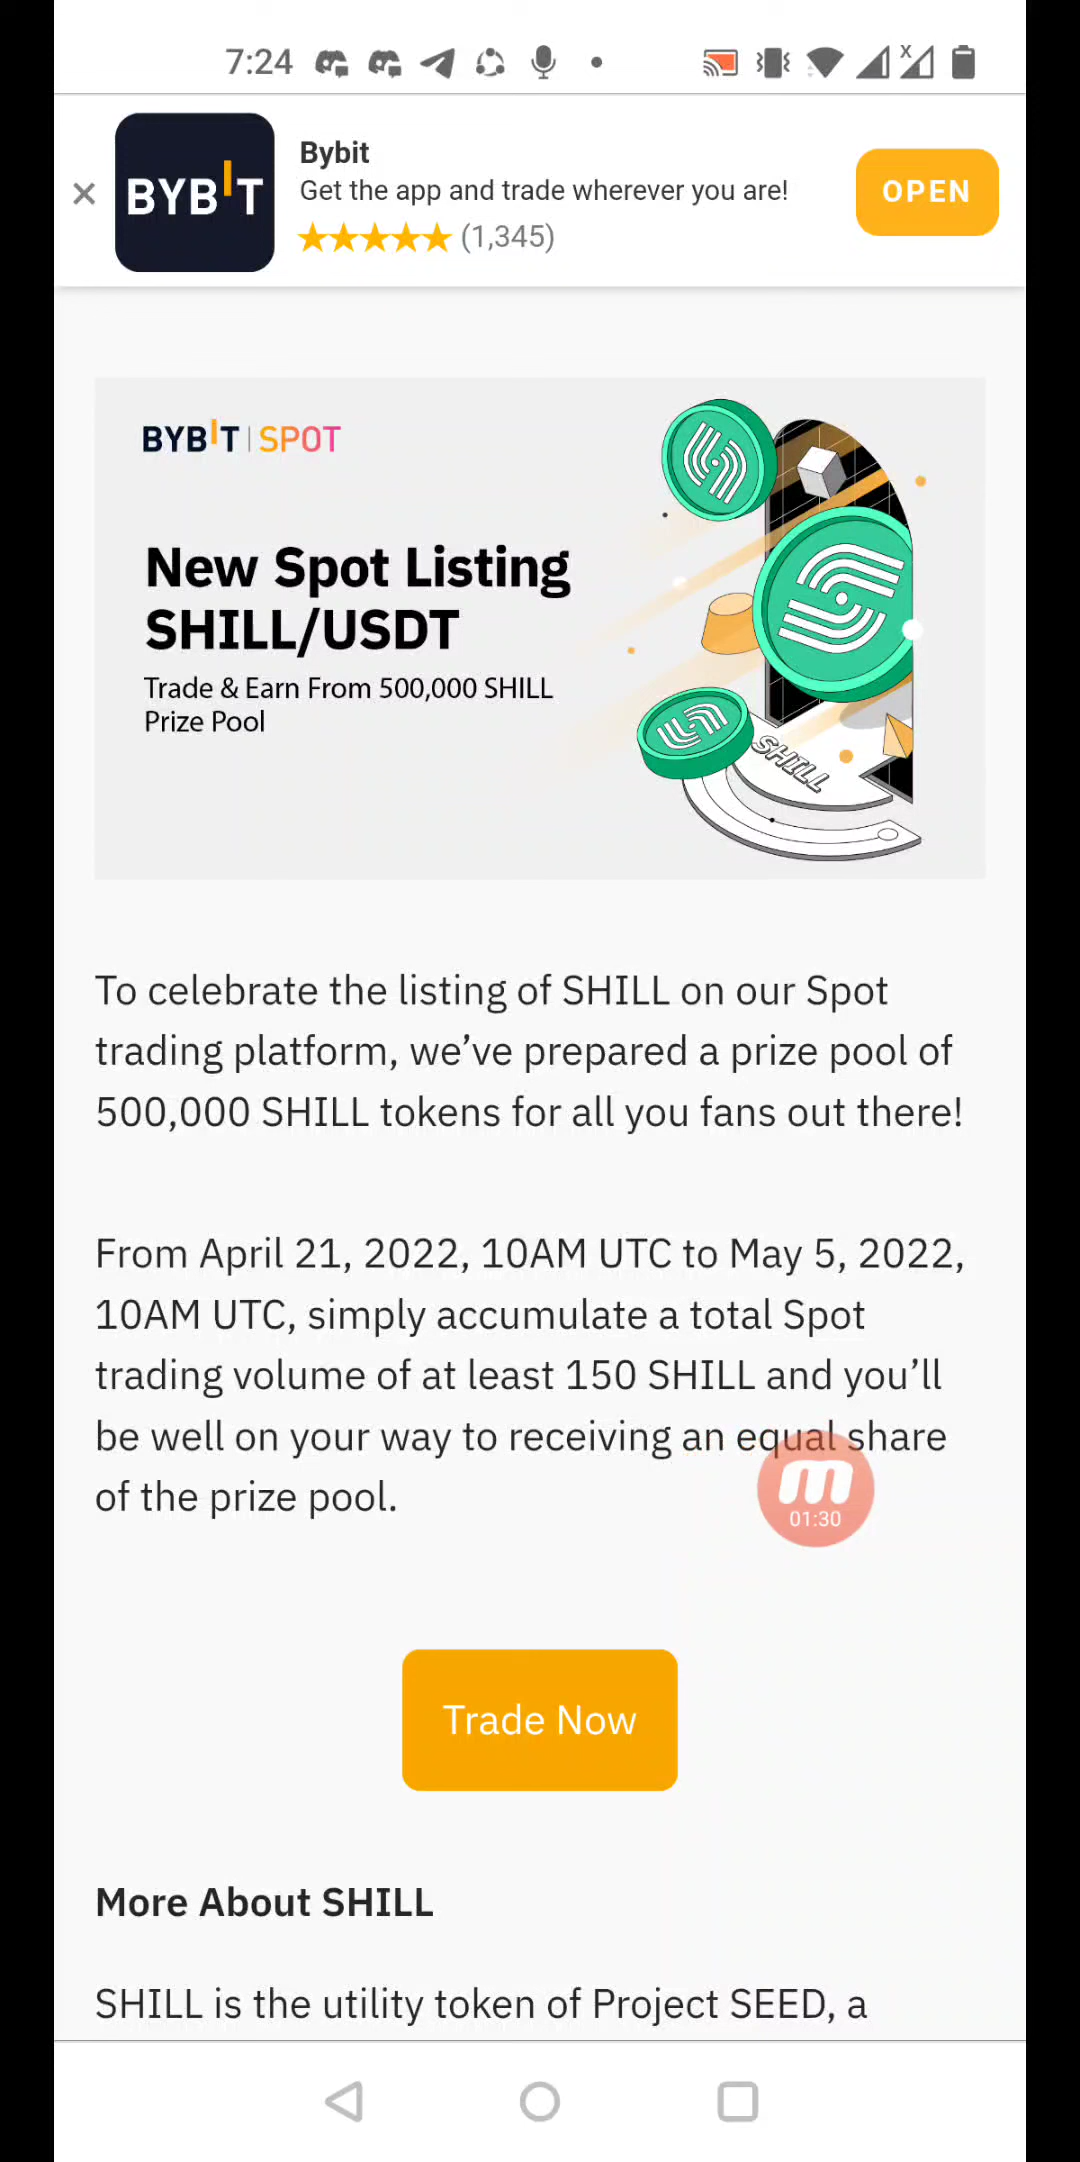 7:24
Bybit
BYBIT
Get the app and trade wherever you are!
(1,345)
OPEN
BYBIT | SPOT
New Spot Listing
SHILL/USDT
Trade & Earn From 500,000 SHILL
Prize Pool
SHILL
To celebrate the listing of SHILL on our Spot
trading platform, we’ve prepared a prize pool of
500,000 SHILL tokens for all you fans out there!
From April 21, 2022, 10AM UTC to May 5, 2022,
10AM UTC, simply accumulate a total Spot
trading volume of at least 150 SHILL and you’ll
be well on your way to receiving an equal share
of the prize pool.
01:30
Trade Now
More About SHILL
SHILL is the utility token of Project SEED, a